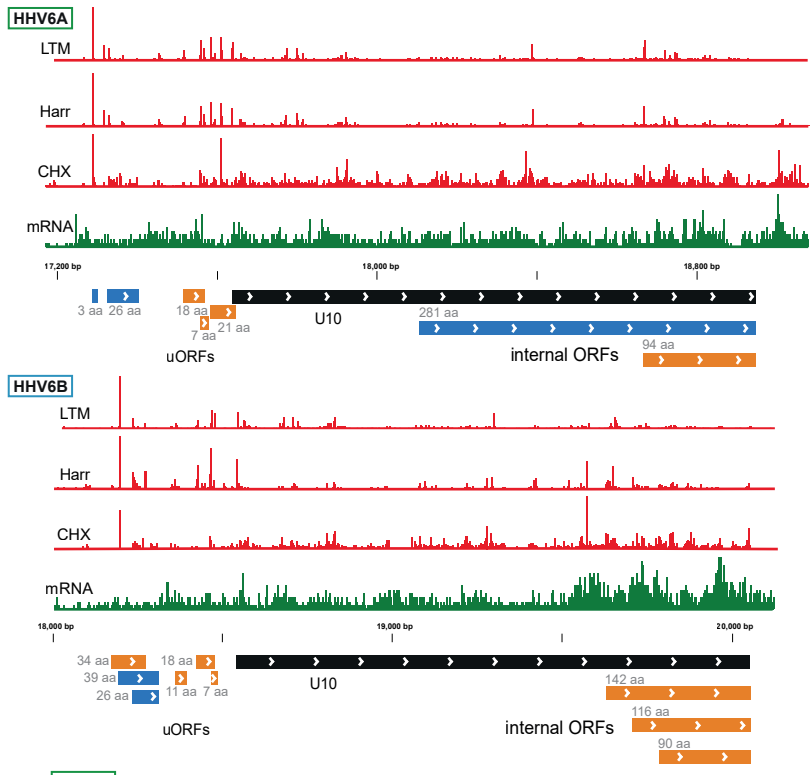 HHV6A
LTM
Harr
CHX
mRNA
17,200 bp 18,000 bp 18,800 bp
3 aa 26 aa 18 aa 281 aa
7 aa 21 aa U10
uORFs internal ORFs 94 aa
HHV6B
LTM
Harr
CHX
mRNA
18,000 bp 19,000 bp 20,000 bp
34 aa 18 aa
39 aa U10 142 aa
26 aa 11 aa 7 aa
uORFs internal ORFs 116 aa
90 aa